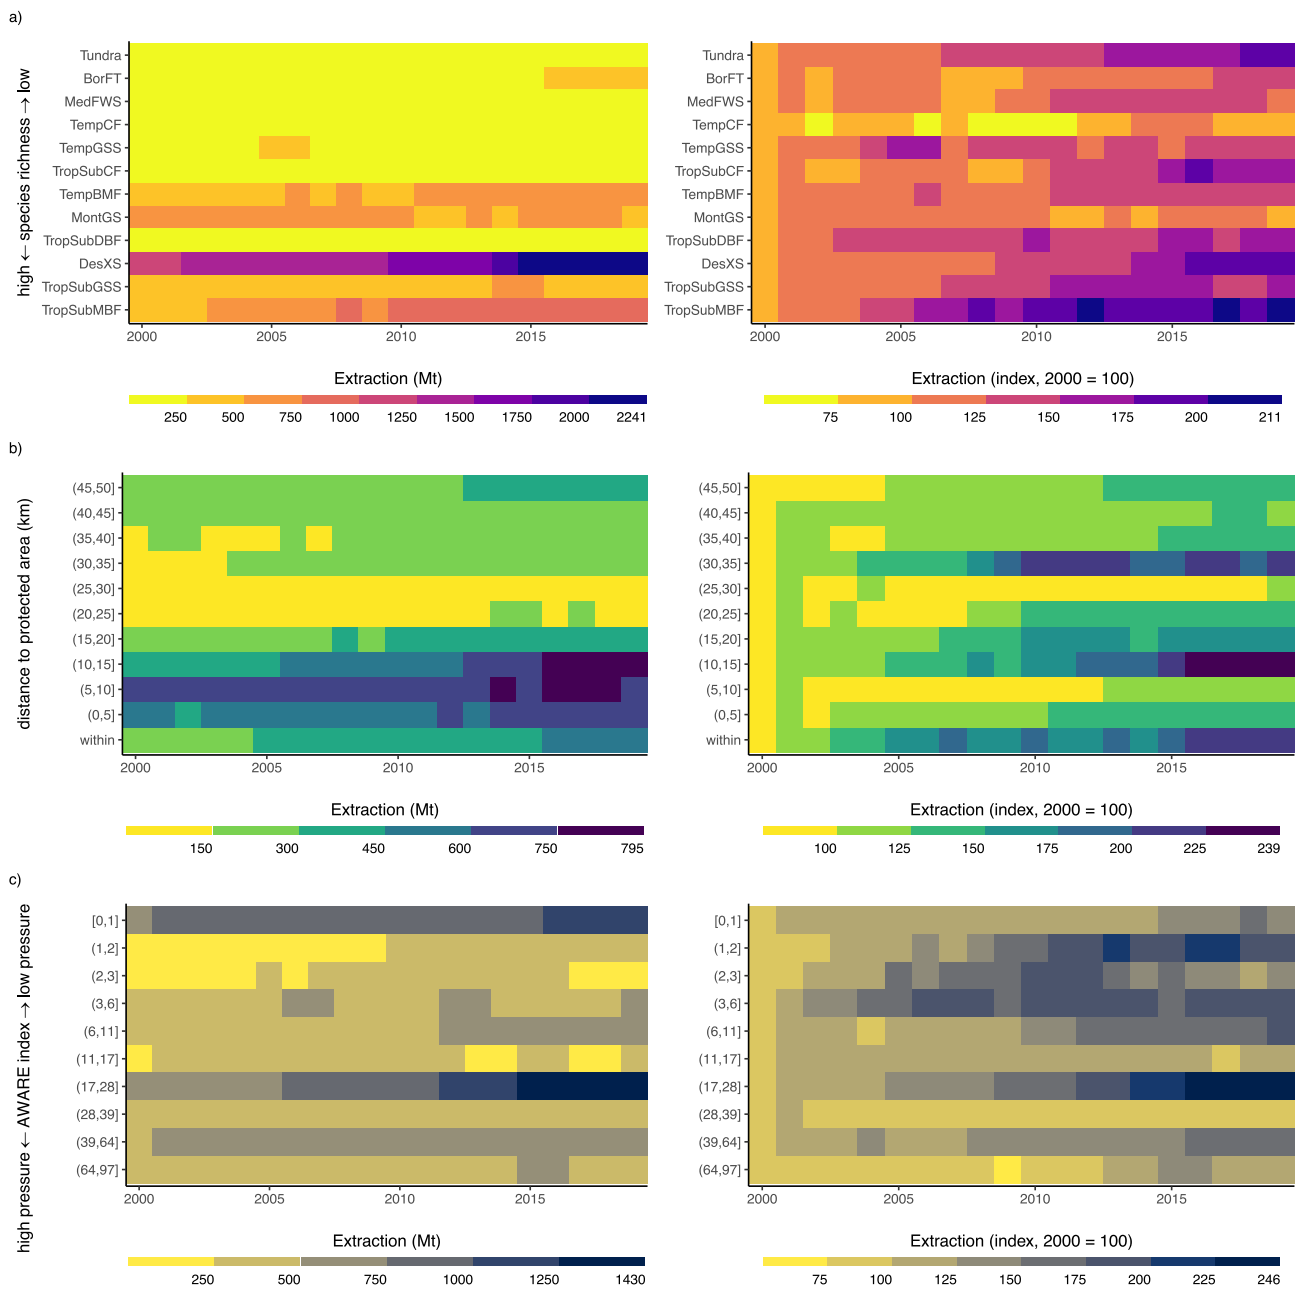 a)
high ← species richness → low
Tundra
BorFT
MedFWS
TempCF
TempGSS
TropSubCF
TempBMF
MontGS
TropSubDBF
DesXS
TropSubGSS
TropSubMBF
2000 2005 2010 2015
Extraction (Mt)
250 500 750 1000 1250 1500 1750 2000 2241
Tundra
BorFT
MedFWS
TempCF
TempGSS
TropSubCF
TempBMF
MontGS
TropSubDBF
DesXS
TropSubGSS
TropSubMBF
2000 2005 2010 2015
Extraction (index, 2000 = 100)
75 100 125 150 175 200 211
b)
distance to protected area (km)
(45,50]
(40,45]
(35,40]
(30,35]
(25,30]
(20,25]
(15,20]
(10,15]
(5,10]
(0,5]
within
2000 2005 2010 2015
Extraction (Mt)
150 300 450 600 750 795
(45,50]
(40,45]
(35,40]
(30,35]
(25,30]
(20,25]
(15,20]
(10,15]
(5,10]
(0,5]
within
2000 2005 2010 2015
Extraction (index, 2000 = 100)
100 125 150 175 200 225 239
c)
high pressure ← AWARE index → low pressure
[0,1]
(1,2]
(2,3]
(3,6]
(6,11]
(11,17]
(17,28]
(28,39]
(39,64]
(64,97]
2000 2005 2010 2015
Extraction (Mt)
250 500 750 1000 1250 1430
[0,1]
(1,2]
(2,3]
(3,6]
(6,11]
(11,17]
(17,28]
(28,39]
(39,64]
(64,97]
2000 2005 2010 2015
Extraction (index, 2000 = 100)
75 100 125 150 175 200 225 246